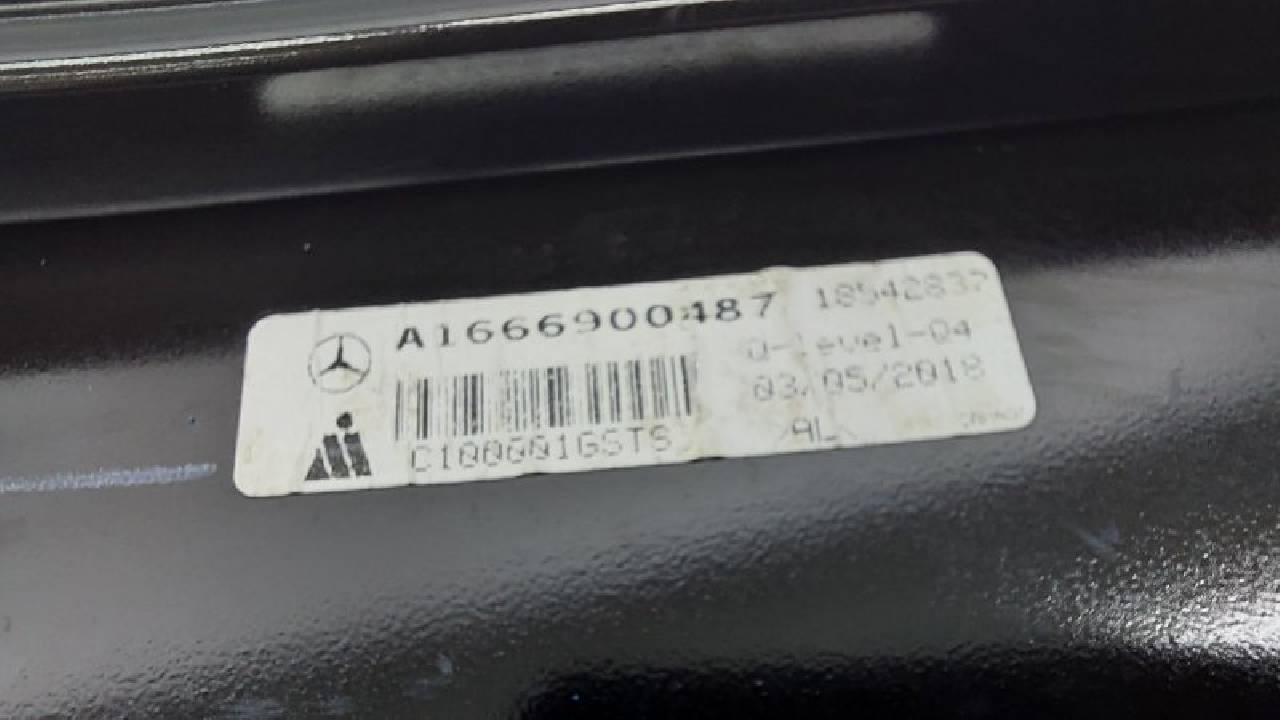 A1666900487
18542837
Q-level-04
03/05/2018
C100001GSTS
>AL<